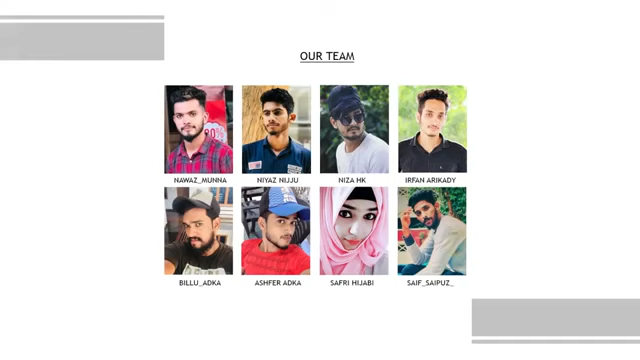 OUR TEAM
NAWAZ_MUNNA NIYAZ NIJJU NIZA HK IRFAN ARIKADY
BILLU_ADKA ASHFER ADKA SAFRI HIJABI SAIF_SAIPUZ_